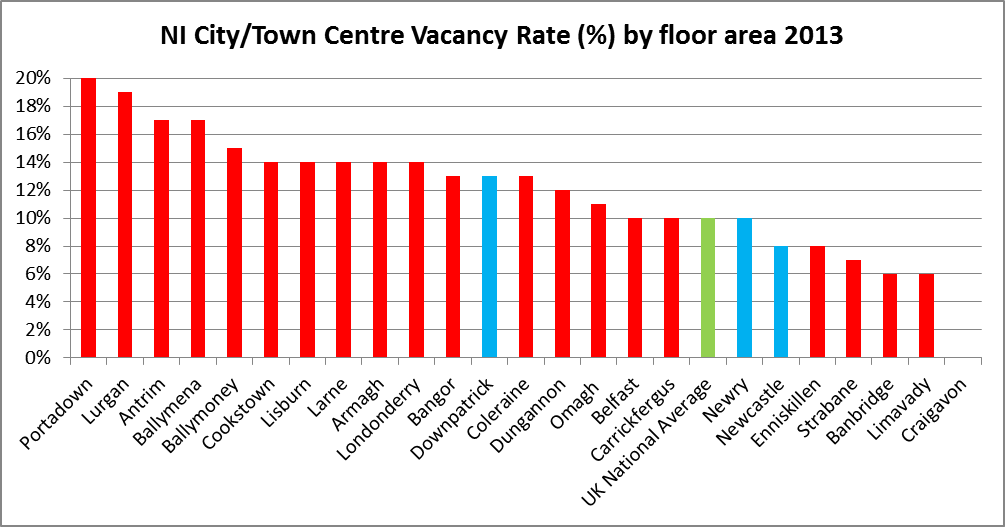 NI City/Town Centre Vacancy Rate (%) by floor area 2013
20%
18%
16%
14%
12%
10%
8%
6%
4%
2%
0%
Portadown
Lurgan
Antrim
Ballymena
Ballymoney
Cookstown
Lisburn
Larne
Armagh
Londonderry
Bangor
Downpatrick
Coleraine
Dungannon
Omagh
Belfast
Carrickfergus
UK National Average
Newry
Newcastle
Enniskillen
Strabane
Banbridge
Limavady
Craigavon